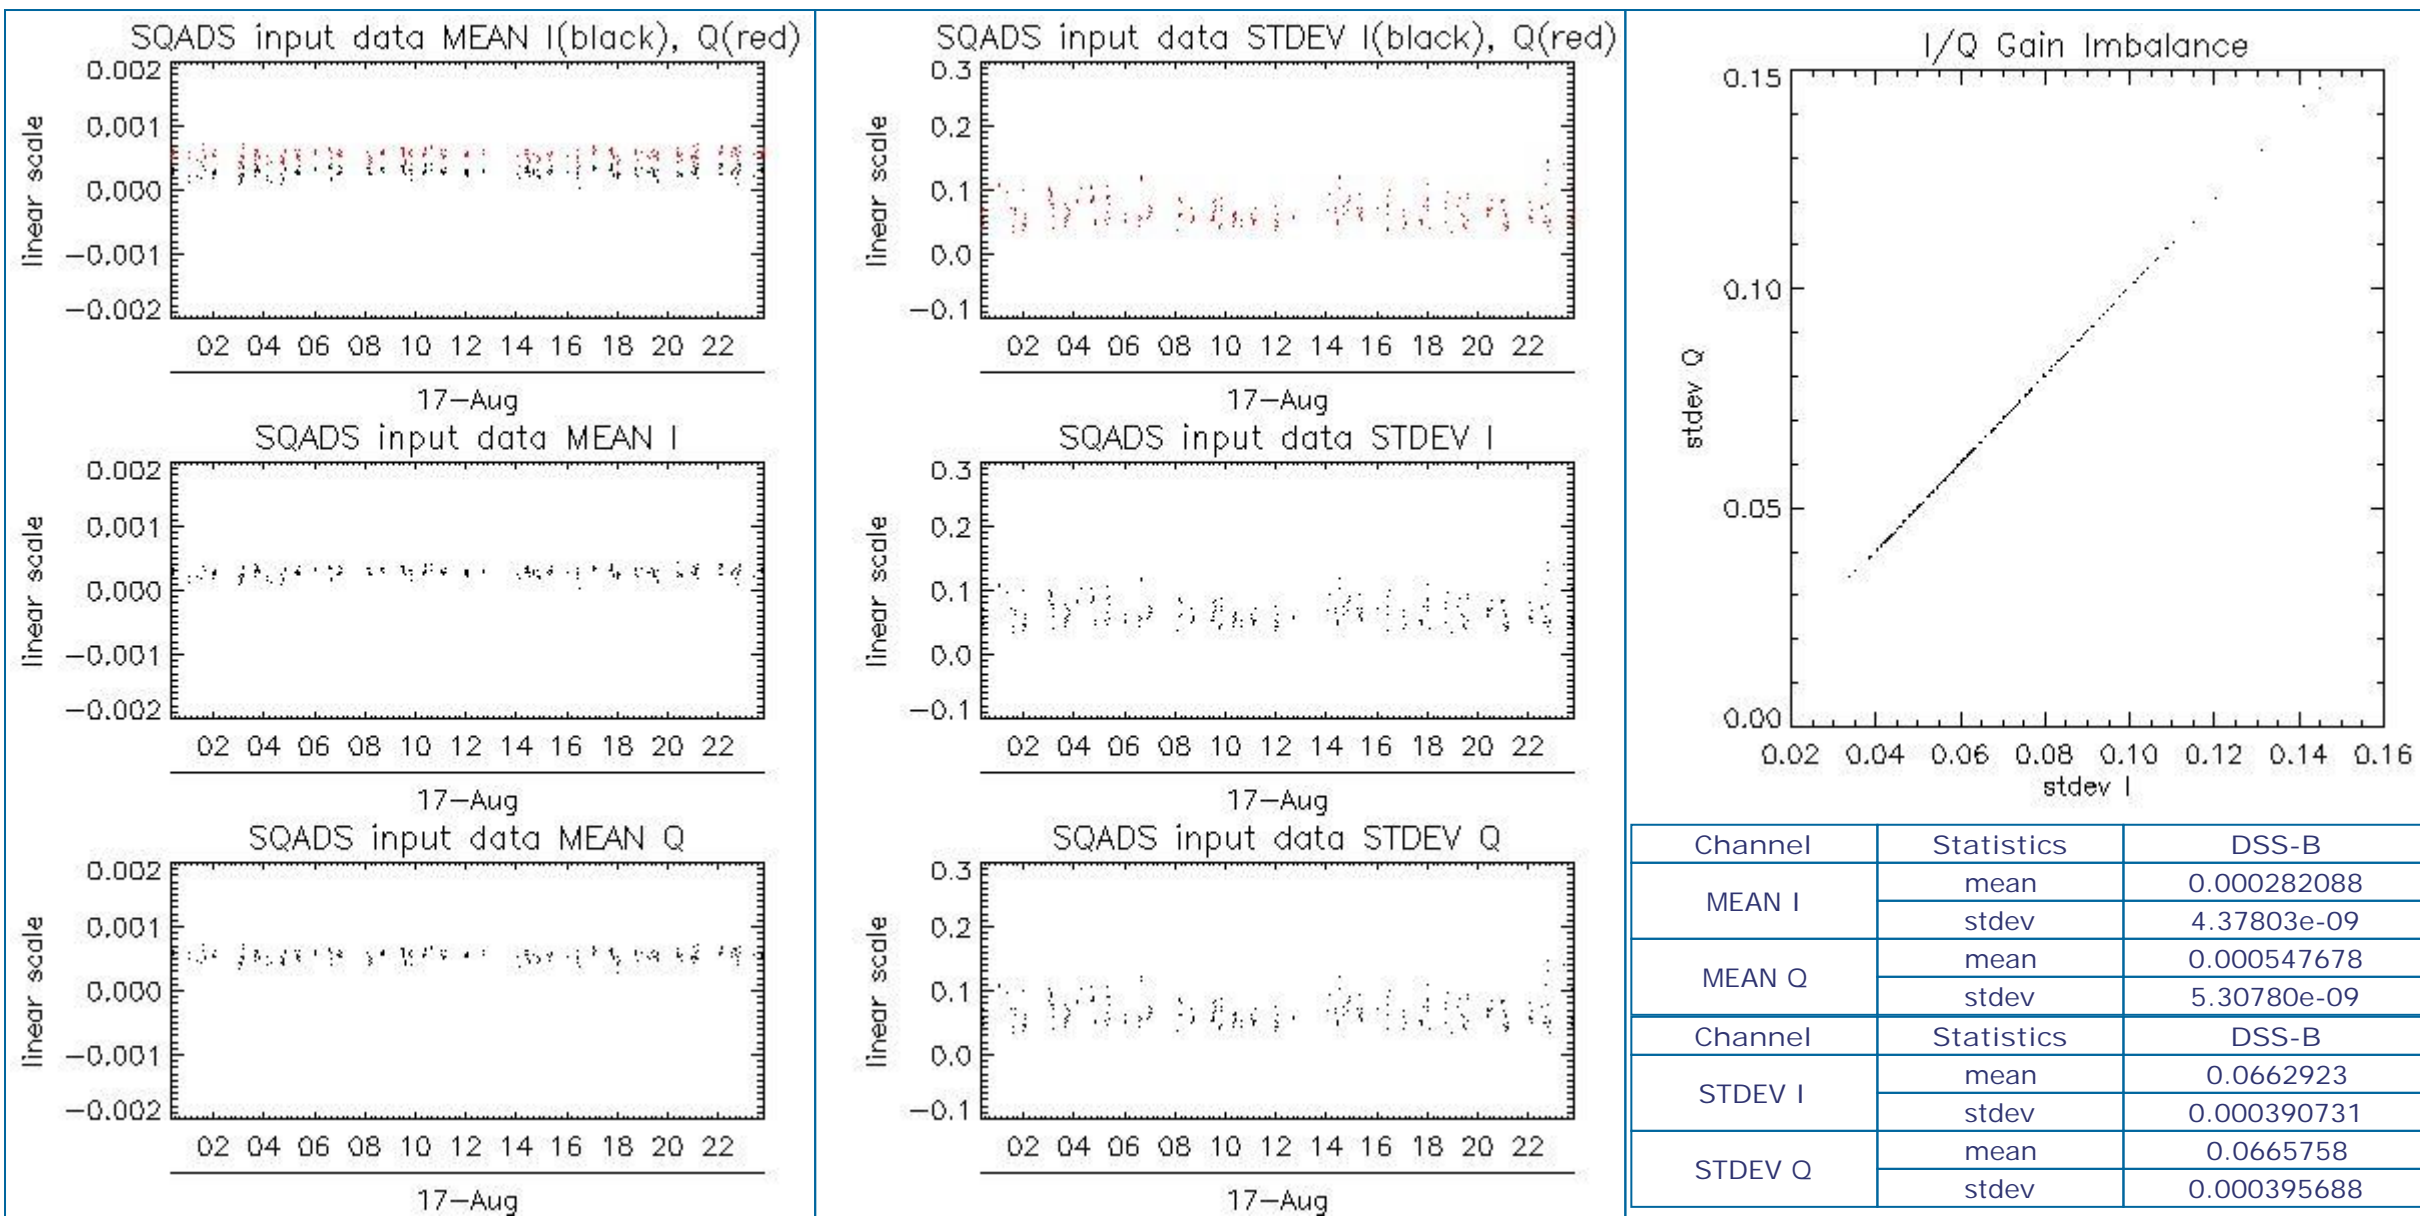 SQADS input data MEAN I(black), Q(red)
0.002
0.001
0.000
−0.001
−0.002
linear scale
02 04 06 08 10 12 14 16 18 20 22
17−Aug
SQADS input data MEAN I
0.002
0.001
0.000
−0.001
−0.002
linear scale
02 04 06 08 10 12 14 16 18 20 22
17−Aug
SQADS input data MEAN Q
0.002
0.001
0.000
−0.001
−0.002
linear scale
02 04 06 08 10 12 14 16 18 20 22
17−Aug
SQADS input data STDEV I(black), Q(red)
0.3
0.2
0.1
0.0
−0.1
linear scale
02 04 06 08 10 12 14 16 18 20 22
17−Aug
SQADS input data STDEV I
0.3
0.2
0.1
0.0
−0.1
linear scale
02 04 06 08 10 12 14 16 18 20 22
17−Aug
SQADS input data STDEV Q
0.3
0.2
0.1
0.0
−0.1
linear scale
02 04 06 08 10 12 14 16 18 20 22
17−Aug
I/Q Gain Imbalance
0.15
0.10
0.05
0.00
stdev Q
0.02 0.04 0.06 0.08 0.10 0.12 0.14 0.16
stdev I
Channel Statistics DSS-B
MEAN I mean 0.000282088
stdev 4.37803e-09
MEAN Q mean 0.000547678
stdev 5.30780e-09
Channel Statistics DSS-B
STDEV I mean 0.0662923
stdev 0.000390731
STDEV Q mean 0.0665758
stdev 0.000395688